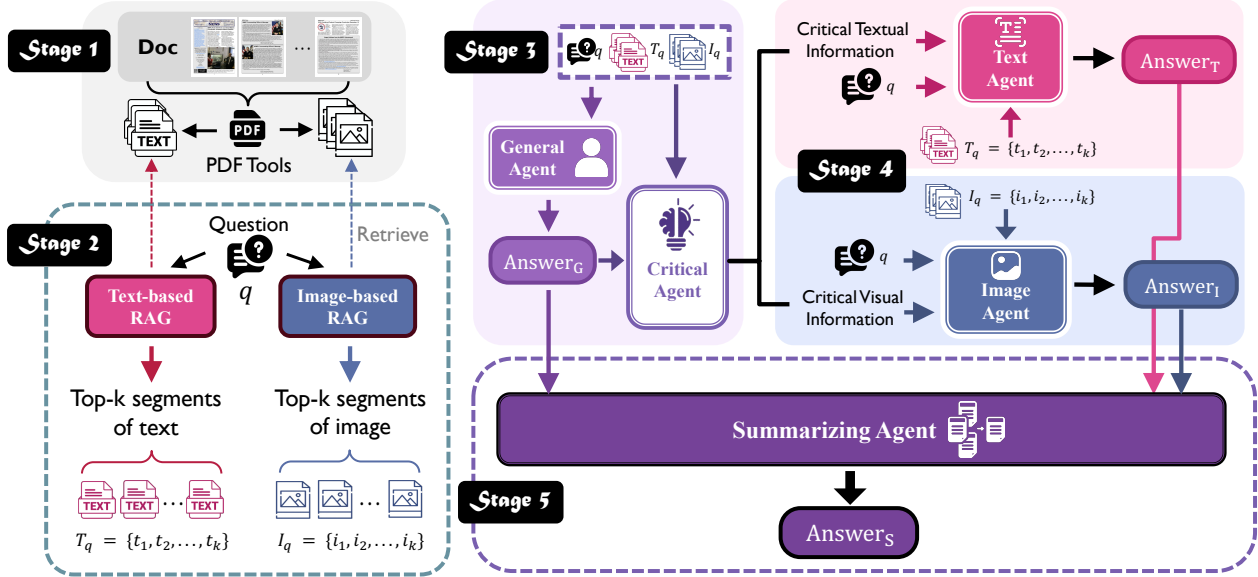 Stage 1
Doc
...
TEXT
PDF
PDF Tools
Stage 2
Question
q
Retrieve
Text-based
RAG
Image-based
RAG
Top-k segments
of text
Top-k segments
of image
TEXT
TEXT
...
TEXT
...
T_q = {t_1, t_2, ..., t_k}
I_q = {i_1, i_2, ..., i_k}
Stage 3
q
TEXT
T_q
I_q
General
Agent
Answer_G
Critical
Agent
Stage 4
Critical Textual
Information
q
T
Text
Agent
Answer_T
TEXT
T_q = {t_1, t_2, ..., t_k}
I_q = {i_1, i_2, ..., i_k}
q
Critical Visual
Information
Image
Agent
Answer_I
Summarizing Agent
Stage 5
Answer_S